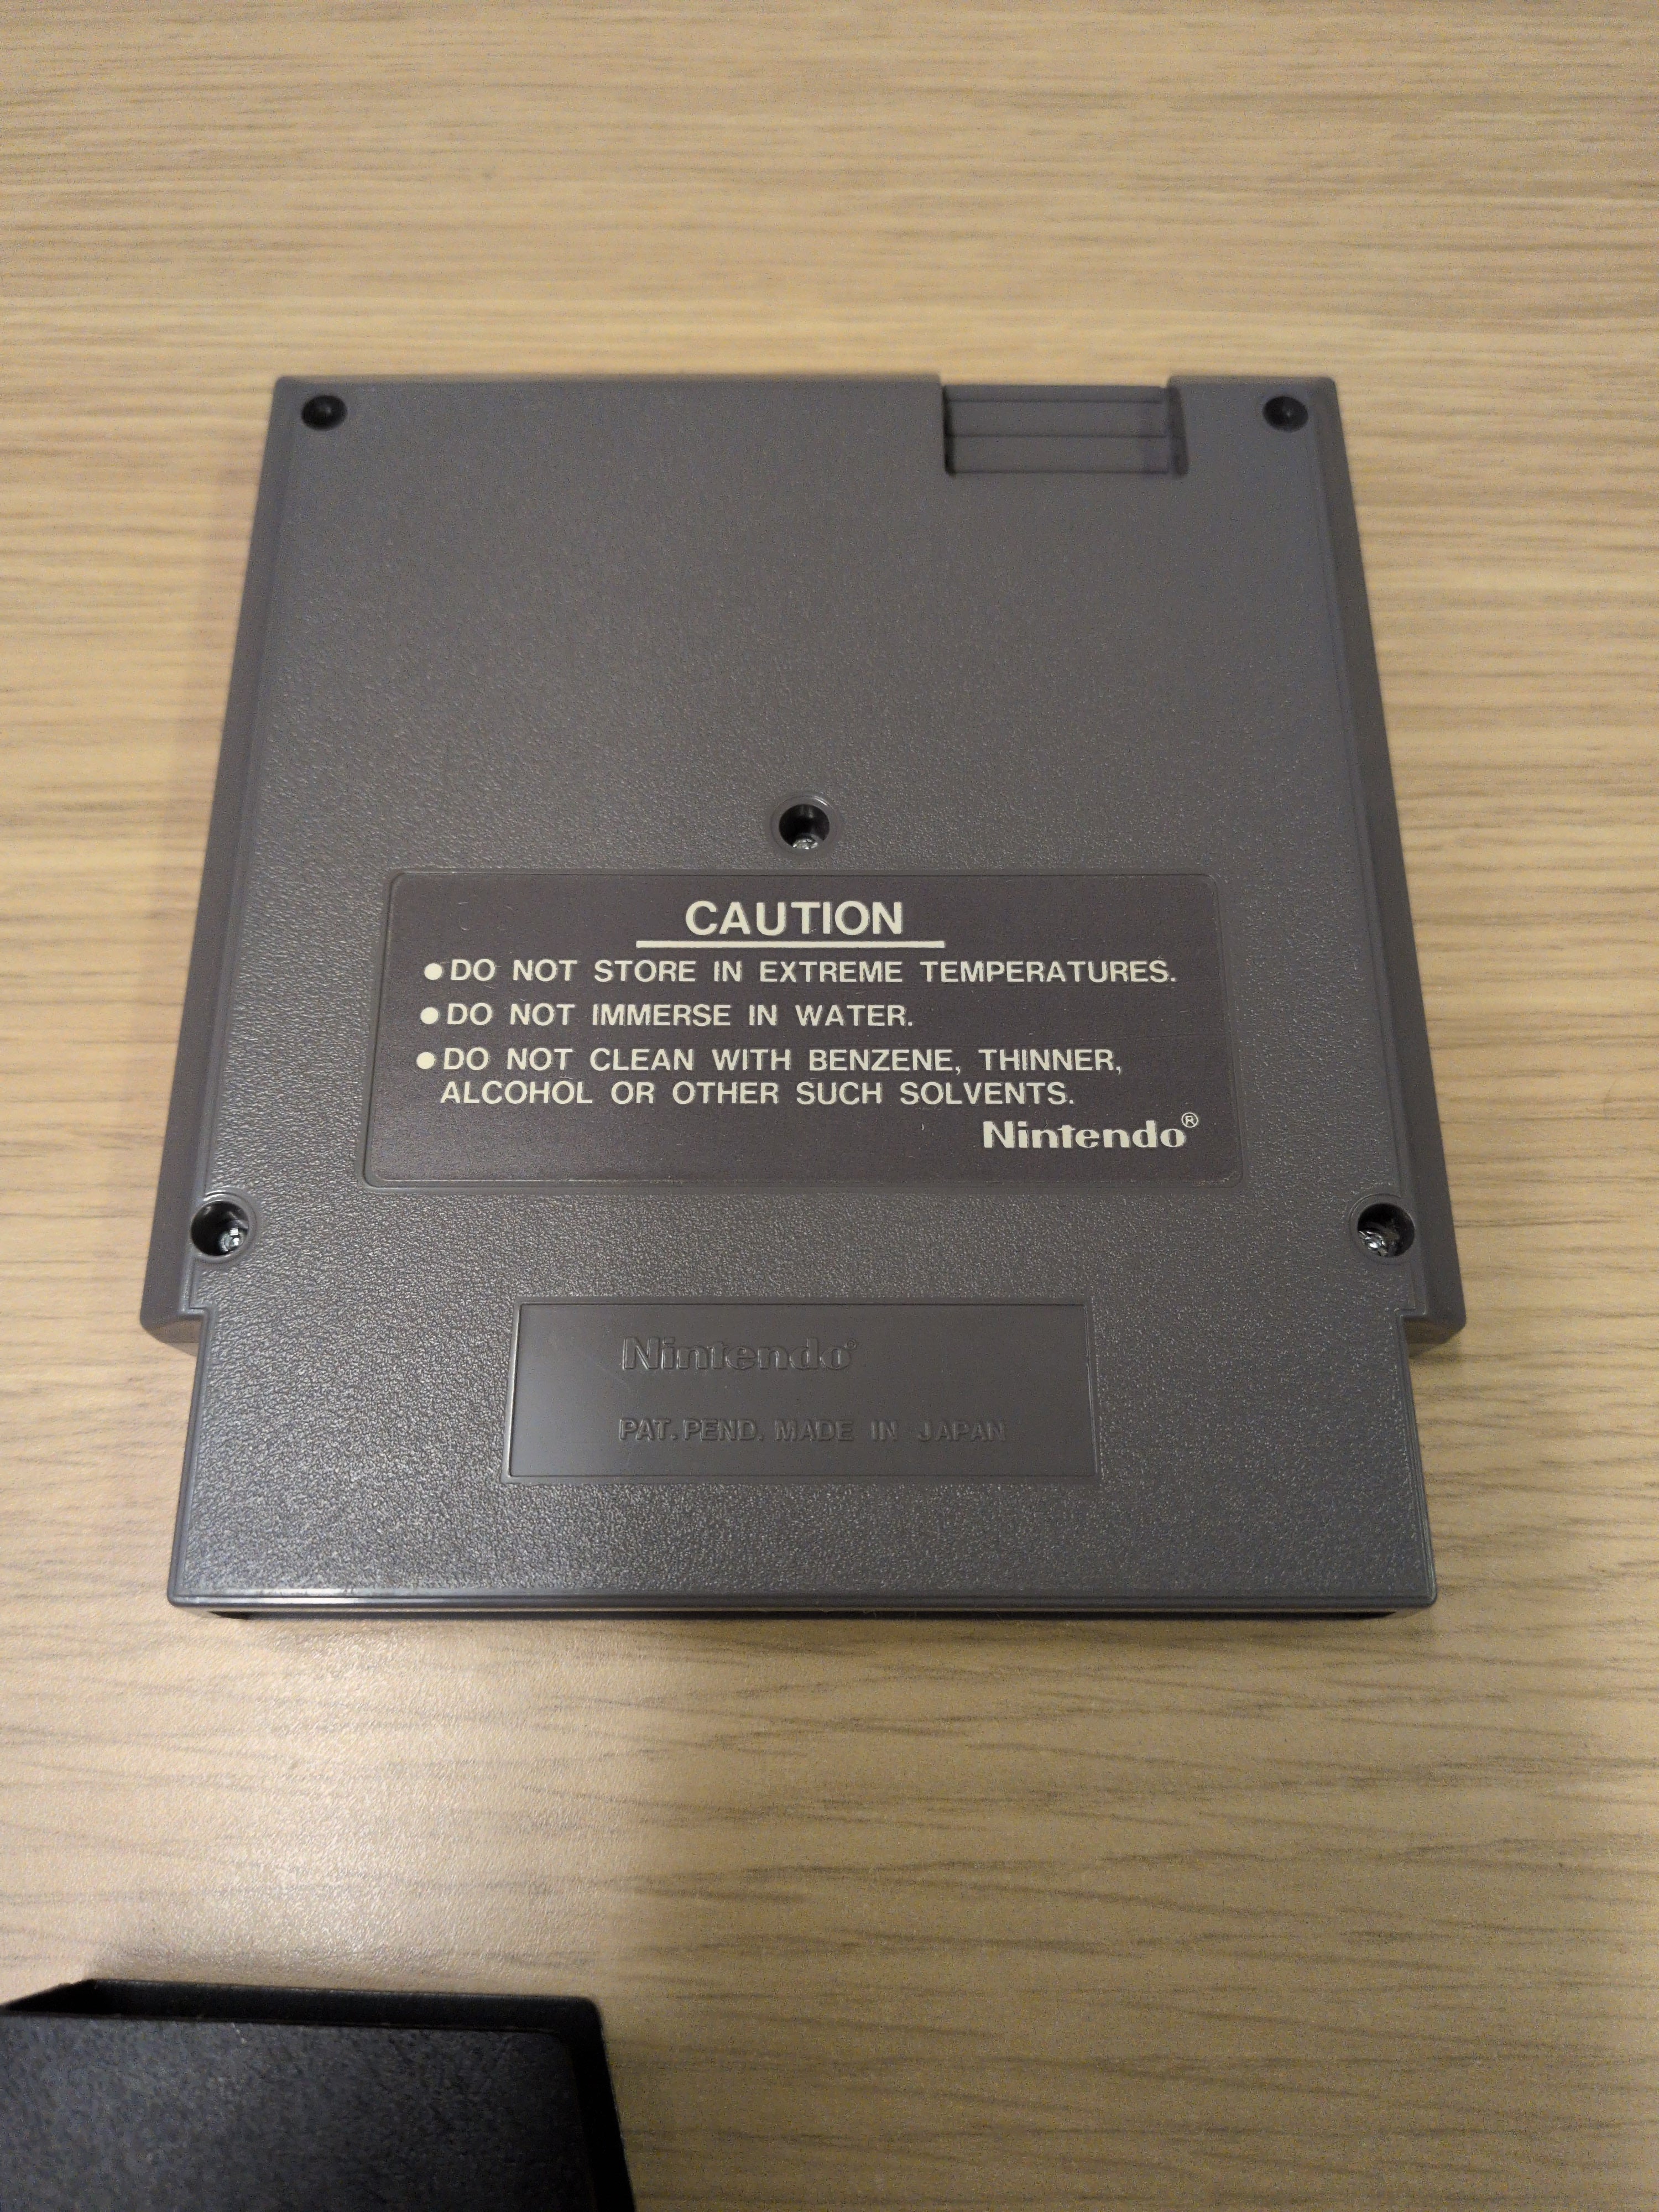 CAUTION
●DO NOT STORE IN EXTREME TEMPERATURES.
●DO NOT IMMERSE IN WATER.
●DO NOT CLEAN WITH BENZENE, THINNER,
ALCOHOL OR OTHER SUCH SOLVENTS.
Nintendo®
Nintendo®
PAT. PEND. MADE IN JAPAN